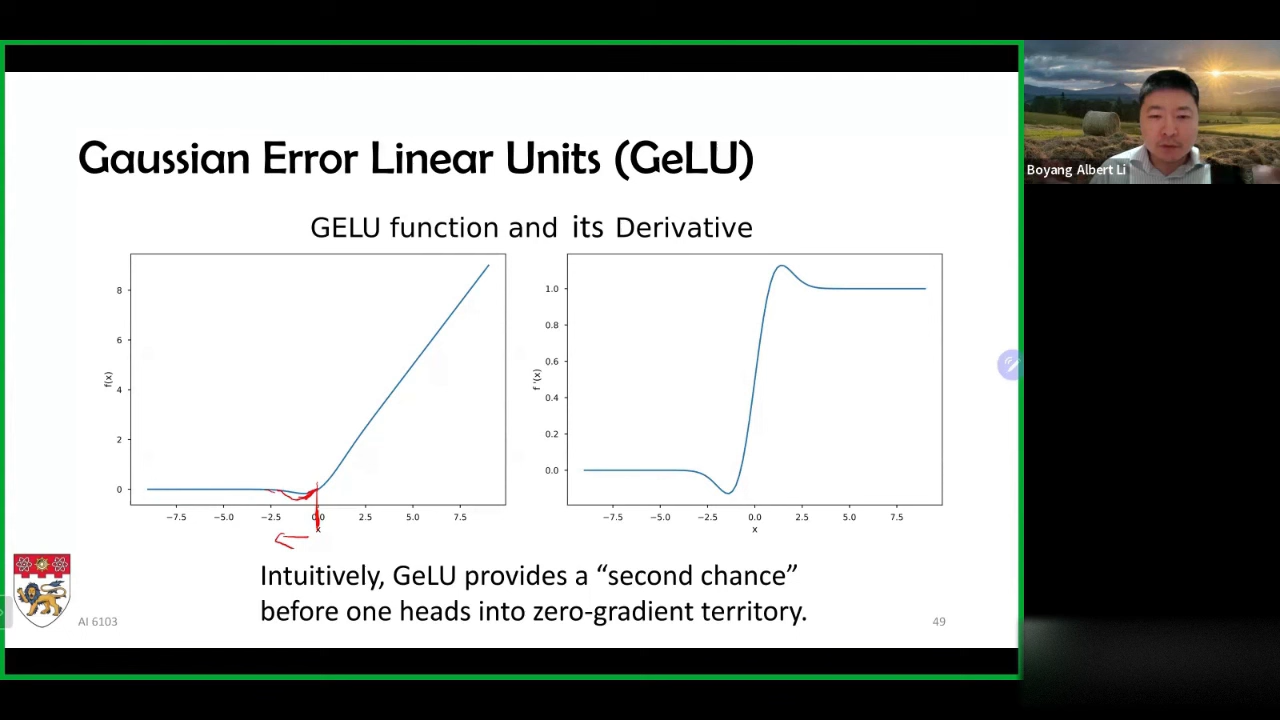 Gaussian Error Linear Units (GeLU)
GELU function and its Derivative
f(x)
8
6
4
2
0
−7.5 −5.0 −2.5 0.0 2.5 5.0 7.5
x
f '(x)
1.0
0.8
0.6
0.4
0.2
0.0
−7.5 −5.0 −2.5 0.0 2.5 5.0 7.5
x
Intuitively, GeLU provides a “second chance”
before one heads into zero-gradient territory.
AI 6103
49
Boyang Albert Li